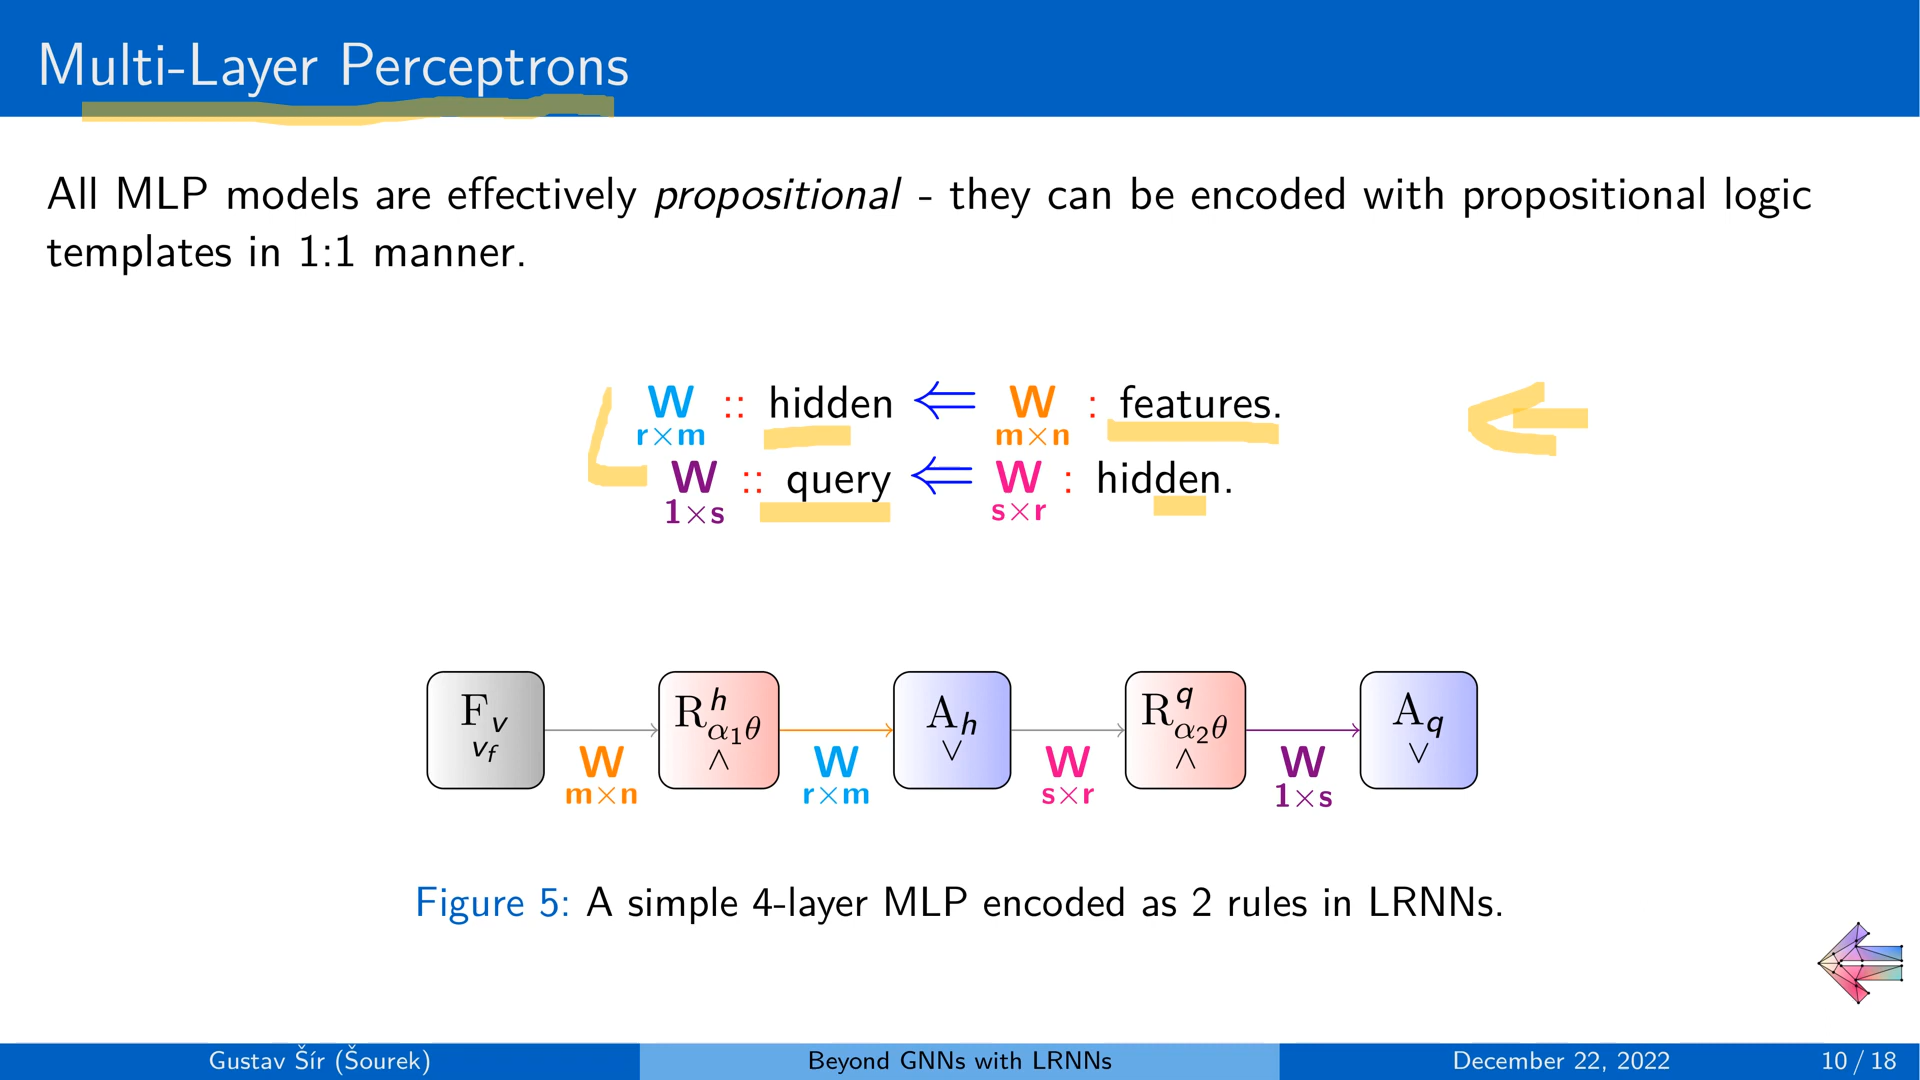 Multi-Layer Perceptrons
All MLP models are effectively propositional - they can be encoded with propositional logic
templates in 1:1 manner.
W :: hidden ⇐ W : features.
r×m m×n
W :: query ⇐ W : hidden.
1×s s×r
F_v R^h_{α₁θ} A_h R^q_{α₂θ} A_q
v_f ∧ ∨ ∧ ∨
W W W W
m×n r×m s×r 1×s
Figure 5: A simple 4-layer MLP encoded as 2 rules in LRNNs.
Gustav Šír (Šourek) Beyond GNNs with LRNNs December 22, 2022 10 / 18